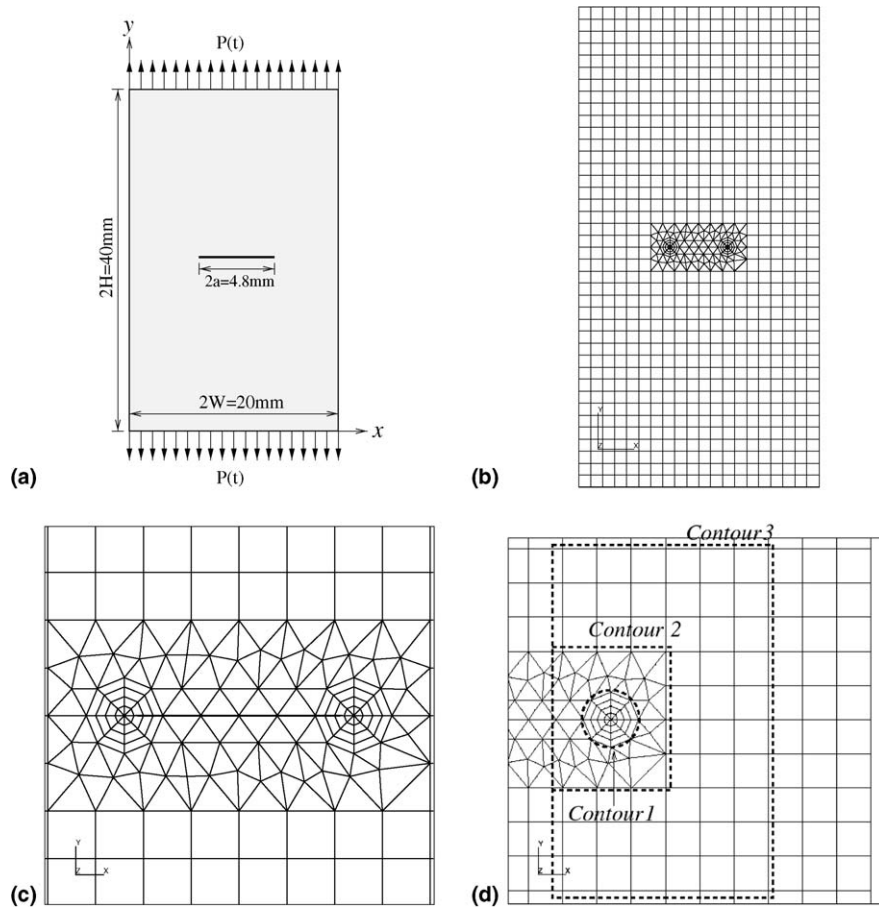 y
P(t)
2H=40mm
2a=4.8mm
2W=20mm
x
P(t)
(a)
Y
Z
X
(b)
Y
Z
X
(c)
Contour3
Contour 2
Contour1
Y
Z
X
(d)